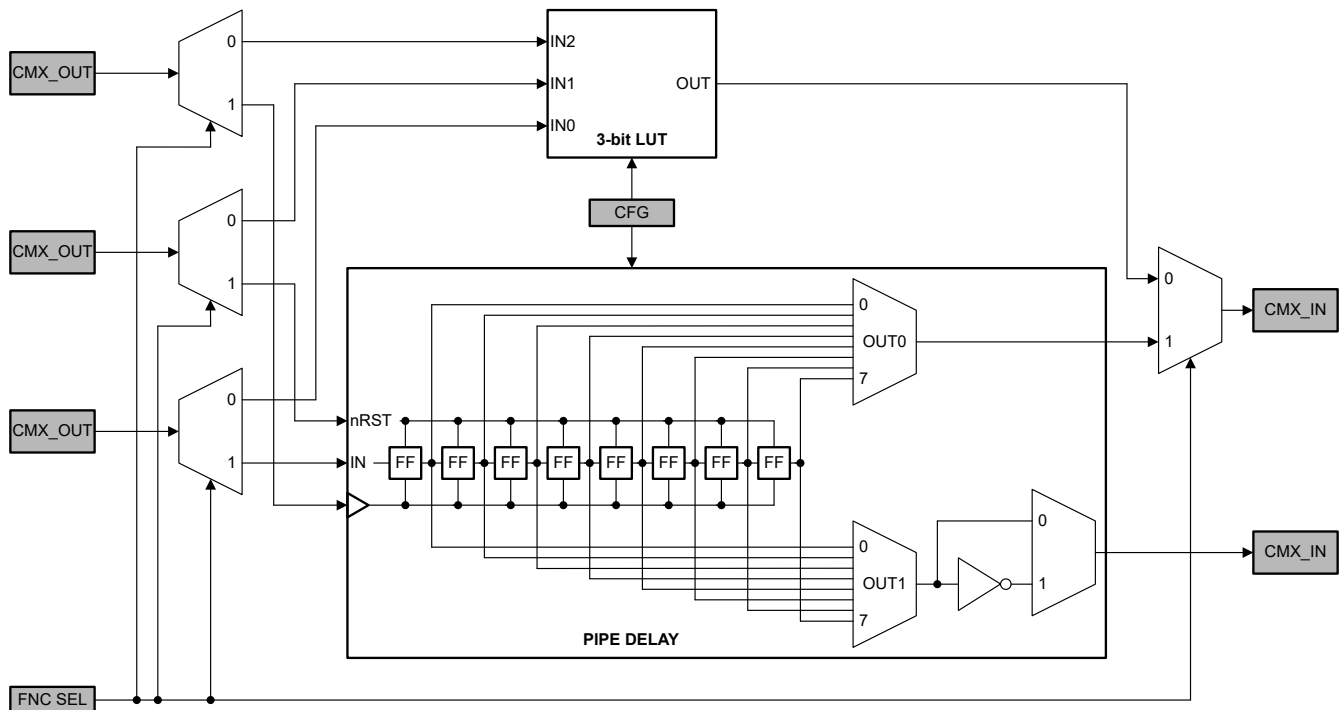 CMX_OUT
0
1
IN2
IN1
IN0
OUT
3-bit LUT
CFG
CMX_OUT
0
1
CMX_OUT
0
1
nRST
IN
FF FF FF FF FF FF FF FF
0
OUT0
7
0
OUT1
7
0
1
PIPE DELAY
0
1
CMX_IN
CMX_IN
FNC SEL